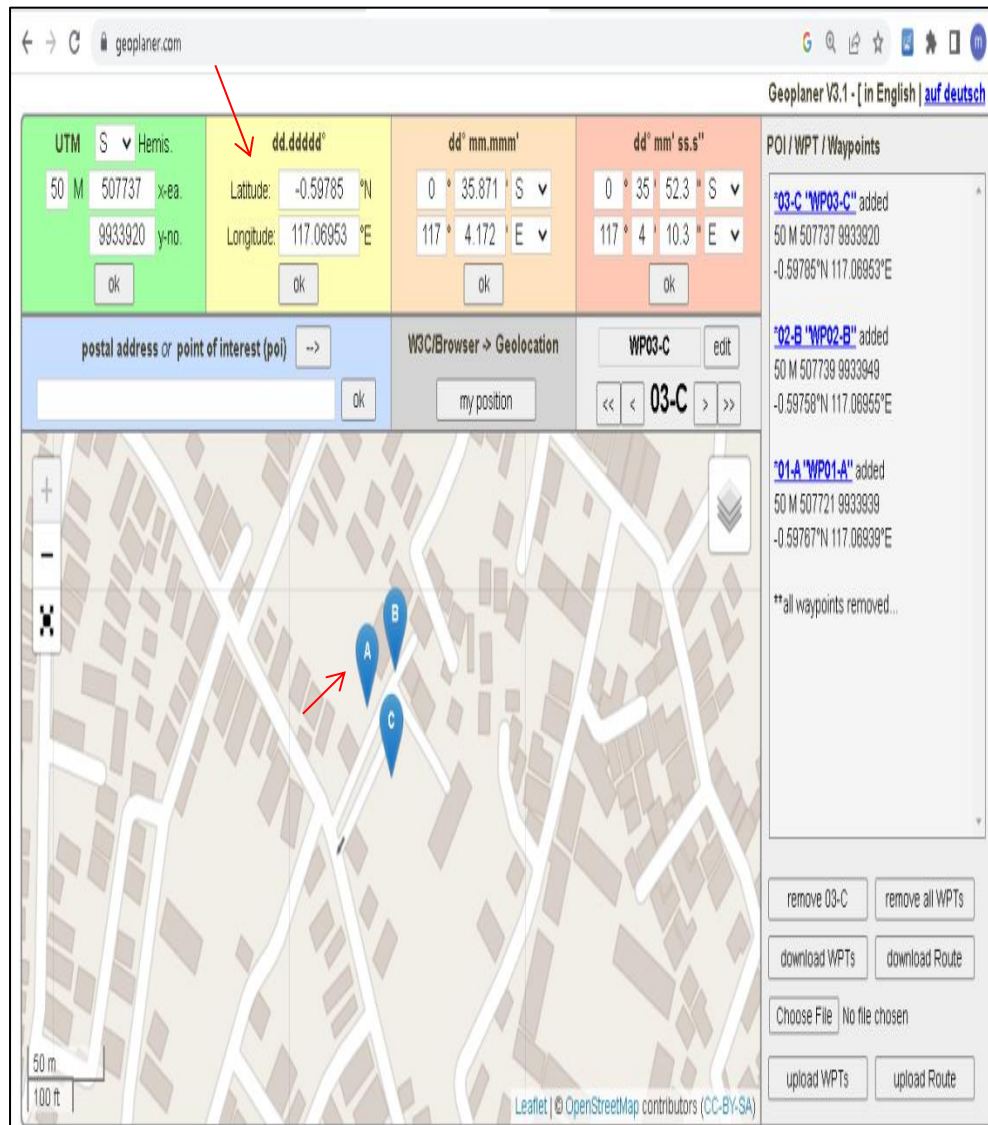 geoplaner.com
Geoplaner V3.1 - [ in English | auf deutsch
UTM S Hemis.
50 M 507737 x-ea.
9933920 y-no.
ok
dd.ddddd°
Latitude: -0.59785 °N
Longitude: 117.06953 °E
ok
dd° mm.mmm'
0 ° 35.871 ' S
117 ° 4.172 ' E
ok
dd° mm' ss.s"
0 ° 35 ' 52.3 " S
117 ° 4 ' 10.3 " E
ok
postal address or point of interest (poi) -->
ok
W3C/Browser -> Geolocation
my position
WP03-C edit
<< < 03-C > >>
POI / WPT / Waypoints
*03-C "WP03-C" added
50 M 507737 9933920
-0.59785°N 117.06953°E
*02-B "WP02-B" added
50 M 507739 9933949
-0.59758°N 117.06955°E
*01-A "WP01-A" added
50 M 507721 9933939
-0.59767°N 117.06939°E
**all waypoints removed...
+
−
B
A
C
50 m
100 ft
Leaflet | © OpenStreetMap contributors (CC-BY-SA)
remove 03-C
remove all WPTs
download WPTs
download Route
Choose File No file chosen
upload WPTs
upload Route